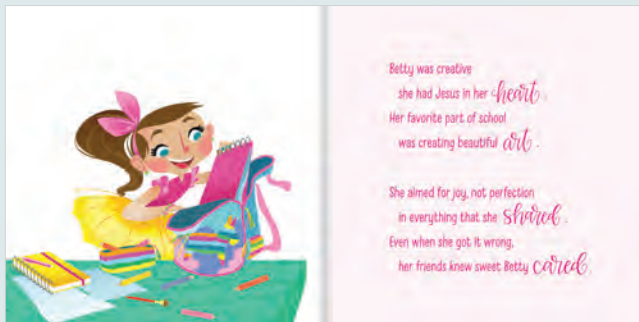 Betty was creative
she had Jesus in her heart.
Her favorite part of school
was creating beautiful art.
She aimed for joy, not perfection
in everything that she shared.
Even when she got it wrong,
her friends knew sweet Betty cared.